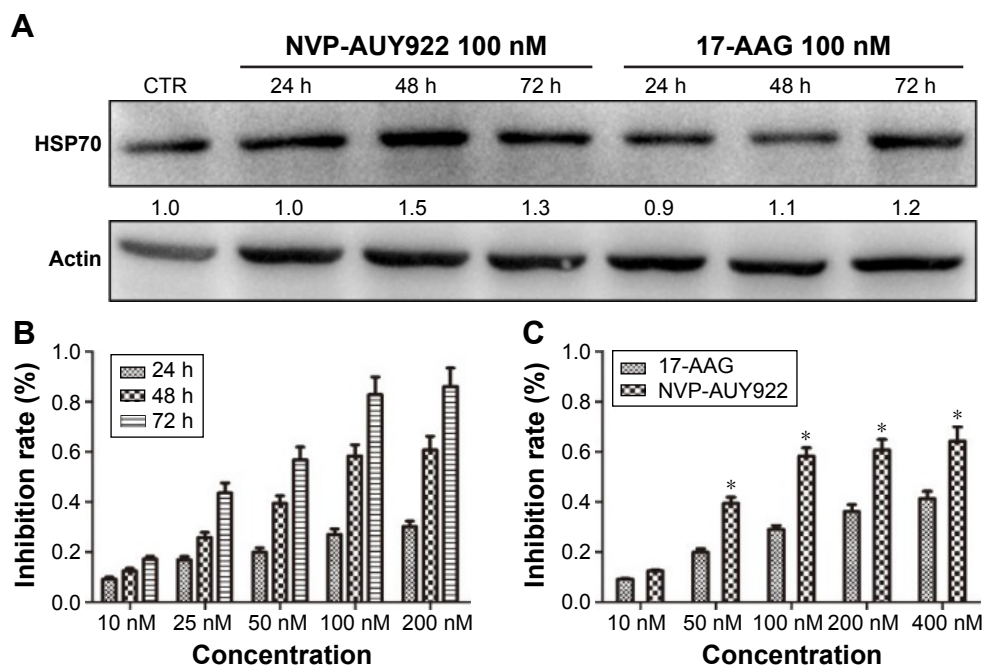 A
NVP-AUY922 100 nM 17-AAG 100 nM
CTR 24 h 48 h 72 h 24 h 48 h 72 h
HSP70
1.0 1.0 1.5 1.3 0.9 1.1 1.2
Actin
B
Inhibition rate (%)
1.0
0.8
0.6
0.4
0.2
0.0
24 h
48 h
72 h
10 nM 25 nM 50 nM 100 nM 200 nM
Concentration
C
Inhibition rate (%)
1.0
0.8
0.6
0.4
0.2
0.0
17-AAG
NVP-AUY922
* * * *
10 nM 50 nM 100 nM 200 nM 400 nM
Concentration